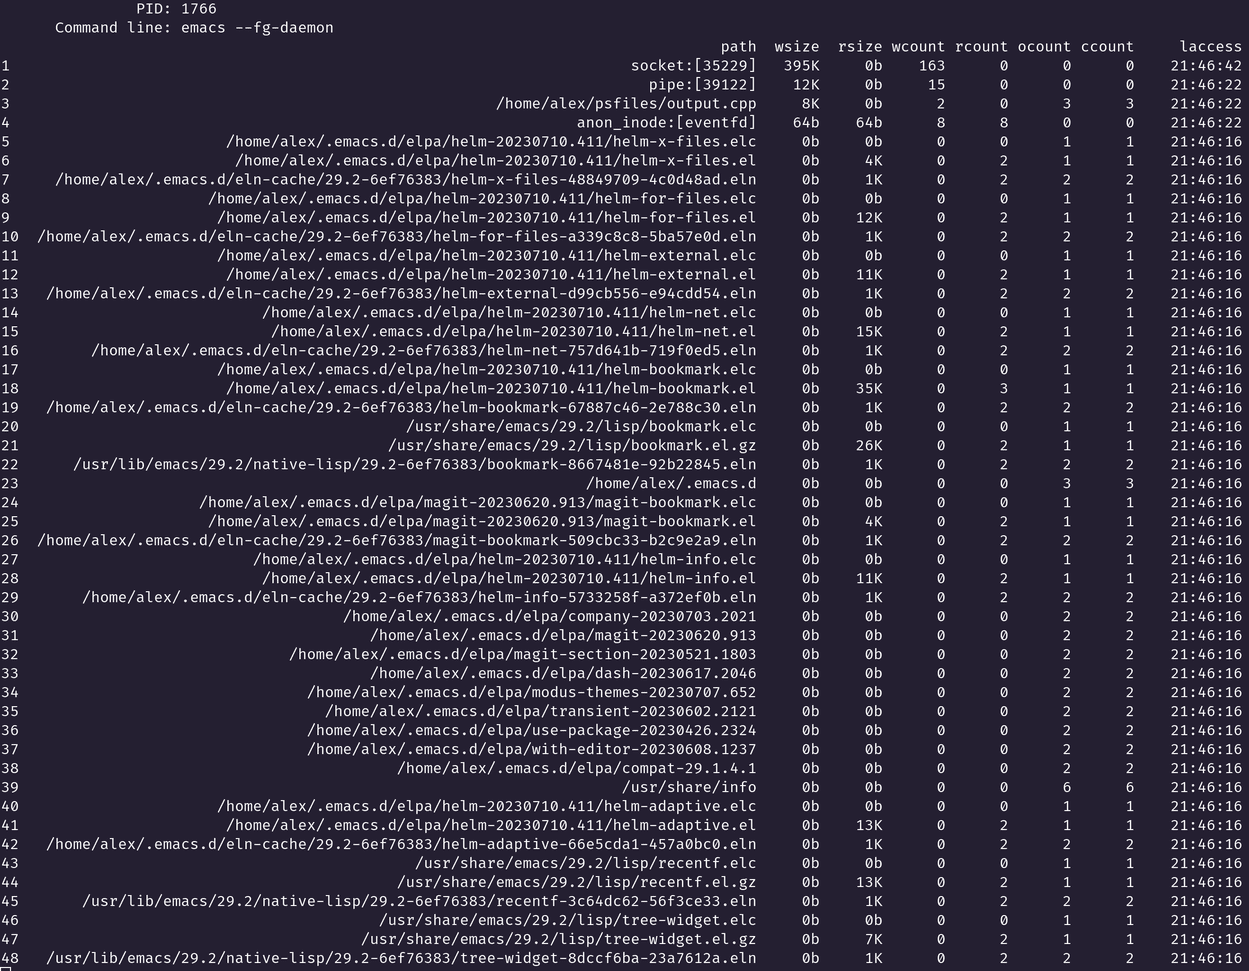 PID: 1766
Command line: emacs --fg-daemon
path wsize rsize wcount rcount ocount ccount laccess
1 socket:[35229] 395K 0b 163 0 0 0 21:46:42
2 pipe:[39122] 12K 0b 15 0 0 0 21:46:22
3 /home/alex/psfiles/output.cpp 8K 0b 2 0 3 3 21:46:22
4 anon_inode:[eventfd] 64b 64b 8 8 0 0 21:46:22
5 /home/alex/.emacs.d/elpa/helm-20230710.411/helm-x-files.elc 0b 0b 0 0 1 1 21:46:16
6 /home/alex/.emacs.d/elpa/helm-20230710.411/helm-x-files.el 0b 4K 0 2 1 1 21:46:16
7 /home/alex/.emacs.d/eln-cache/29.2-6ef76383/helm-x-files-48849709-4c0d48ad.eln 0b 1K 0 2 2 2 21:46:16
8 /home/alex/.emacs.d/elpa/helm-20230710.411/helm-for-files.elc 0b 0b 0 0 1 1 21:46:16
9 /home/alex/.emacs.d/elpa/helm-20230710.411/helm-for-files.el 0b 12K 0 2 1 1 21:46:16
10 /home/alex/.emacs.d/eln-cache/29.2-6ef76383/helm-for-files-a339c8c8-5ba57e0d.eln 0b 1K 0 2 2 2 21:46:16
11 /home/alex/.emacs.d/elpa/helm-20230710.411/helm-external.elc 0b 0b 0 0 1 1 21:46:16
12 /home/alex/.emacs.d/elpa/helm-20230710.411/helm-external.el 0b 11K 0 2 1 1 21:46:16
13 /home/alex/.emacs.d/eln-cache/29.2-6ef76383/helm-external-d99cb556-e94cdd54.eln 0b 1K 0 2 2 2 21:46:16
14 /home/alex/.emacs.d/elpa/helm-20230710.411/helm-net.elc 0b 0b 0 0 1 1 21:46:16
15 /home/alex/.emacs.d/elpa/helm-20230710.411/helm-net.el 0b 15K 0 2 1 1 21:46:16
16 /home/alex/.emacs.d/eln-cache/29.2-6ef76383/helm-net-757d641b-719f0ed5.eln 0b 1K 0 2 2 2 21:46:16
17 /home/alex/.emacs.d/elpa/helm-20230710.411/helm-bookmark.elc 0b 0b 0 0 1 1 21:46:16
18 /home/alex/.emacs.d/elpa/helm-20230710.411/helm-bookmark.el 0b 35K 0 3 1 1 21:46:16
19 /home/alex/.emacs.d/eln-cache/29.2-6ef76383/helm-bookmark-67887c46-2e788c30.eln 0b 1K 0 2 2 2 21:46:16
20 /usr/share/emacs/29.2/lisp/bookmark.elc 0b 0b 0 0 1 1 21:46:16
21 /usr/share/emacs/29.2/lisp/bookmark.el.gz 0b 26K 0 2 1 1 21:46:16
22 /usr/lib/emacs/29.2/native-lisp/29.2-6ef76383/bookmark-8667481e-92b22845.eln 0b 1K 0 2 2 2 21:46:16
23 /home/alex/.emacs.d 0b 0b 0 0 3 3 21:46:16
24 /home/alex/.emacs.d/elpa/magit-20230620.913/magit-bookmark.elc 0b 0b 0 0 1 1 21:46:16
25 /home/alex/.emacs.d/elpa/magit-20230620.913/magit-bookmark.el 0b 4K 0 2 1 1 21:46:16
26 /home/alex/.emacs.d/eln-cache/29.2-6ef76383/magit-bookmark-509cbc33-b2c9e2a9.eln 0b 1K 0 2 2 2 21:46:16
27 /home/alex/.emacs.d/elpa/helm-20230710.411/helm-info.elc 0b 0b 0 0 1 1 21:46:16
28 /home/alex/.emacs.d/elpa/helm-20230710.411/helm-info.el 0b 11K 0 2 1 1 21:46:16
29 /home/alex/.emacs.d/eln-cache/29.2-6ef76383/helm-info-5733258f-a372ef0b.eln 0b 1K 0 2 2 2 21:46:16
30 /home/alex/.emacs.d/elpa/company-20230703.2021 0b 0b 0 0 2 2 21:46:16
31 /home/alex/.emacs.d/elpa/magit-20230620.913 0b 0b 0 0 2 2 21:46:16
32 /home/alex/.emacs.d/elpa/magit-section-20230521.1803 0b 0b 0 0 2 2 21:46:16
33 /home/alex/.emacs.d/elpa/dash-20230617.2046 0b 0b 0 0 2 2 21:46:16
34 /home/alex/.emacs.d/elpa/modus-themes-20230707.652 0b 0b 0 0 2 2 21:46:16
35 /home/alex/.emacs.d/elpa/transient-20230602.2121 0b 0b 0 0 2 2 21:46:16
36 /home/alex/.emacs.d/elpa/use-package-20230426.2324 0b 0b 0 0 2 2 21:46:16
37 /home/alex/.emacs.d/elpa/with-editor-20230608.1237 0b 0b 0 0 2 2 21:46:16
38 /home/alex/.emacs.d/elpa/compat-29.1.4.1 0b 0b 0 0 2 2 21:46:16
39 /usr/share/info 0b 0b 0 0 6 6 21:46:16
40 /home/alex/.emacs.d/elpa/helm-20230710.411/helm-adaptive.elc 0b 0b 0 0 1 1 21:46:16
41 /home/alex/.emacs.d/elpa/helm-20230710.411/helm-adaptive.el 0b 13K 0 2 1 1 21:46:16
42 /home/alex/.emacs.d/eln-cache/29.2-6ef76383/helm-adaptive-66e5cda1-457a0bc0.eln 0b 1K 0 2 2 2 21:46:16
43 /usr/share/emacs/29.2/lisp/recentf.elc 0b 0b 0 0 1 1 21:46:16
44 /usr/share/emacs/29.2/lisp/recentf.el.gz 0b 13K 0 2 1 1 21:46:16
45 /usr/lib/emacs/29.2/native-lisp/29.2-6ef76383/recentf-3c64dc62-56f3ce33.eln 0b 1K 0 2 2 2 21:46:16
46 /usr/share/emacs/29.2/lisp/tree-widget.elc 0b 0b 0 0 1 1 21:46:16
47 /usr/share/emacs/29.2/lisp/tree-widget.el.gz 0b 7K 0 2 1 1 21:46:16
48 /usr/lib/emacs/29.2/native-lisp/29.2-6ef76383/tree-widget-8dccf6ba-23a7612a.eln 0b 1K 0 2 2 2 21:46:16